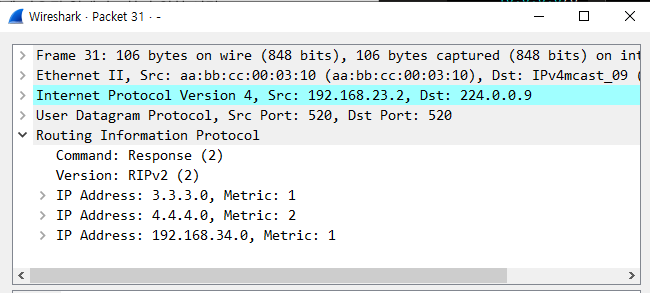 Wireshark · Packet 31 · -
Frame 31: 106 bytes on wire (848 bits), 106 bytes captured (848 bits) on int
Ethernet II, Src: aa:bb:cc:00:03:10 (aa:bb:cc:00:03:10), Dst: IPv4mcast_09 (
Internet Protocol Version 4, Src: 192.168.23.2, Dst: 224.0.0.9
User Datagram Protocol, Src Port: 520, Dst Port: 520
Routing Information Protocol
Command: Response (2)
Version: RIPv2 (2)
IP Address: 3.3.3.0, Metric: 1
IP Address: 4.4.4.0, Metric: 2
IP Address: 192.168.34.0, Metric: 1